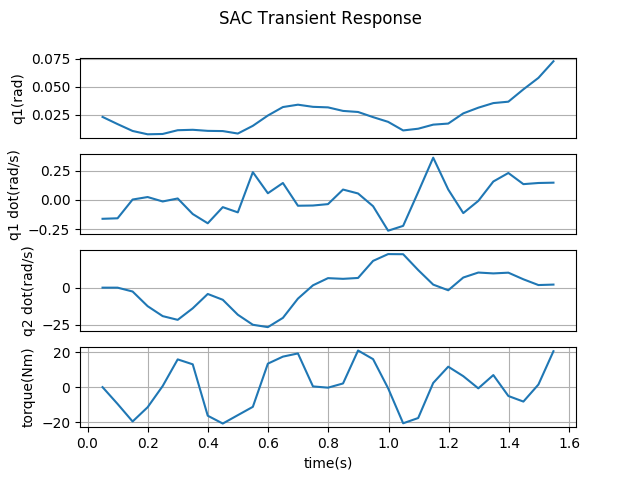 SAC Transient Response
q1(rad)
0.075
0.050
0.025
q1 dot(rad/s)
0.25
0.00
−0.25
q2 dot(rad/s)
0
−25
torque(Nm)
20
0
−20
0.0 0.2 0.4 0.6 0.8 1.0 1.2 1.4 1.6
time(s)